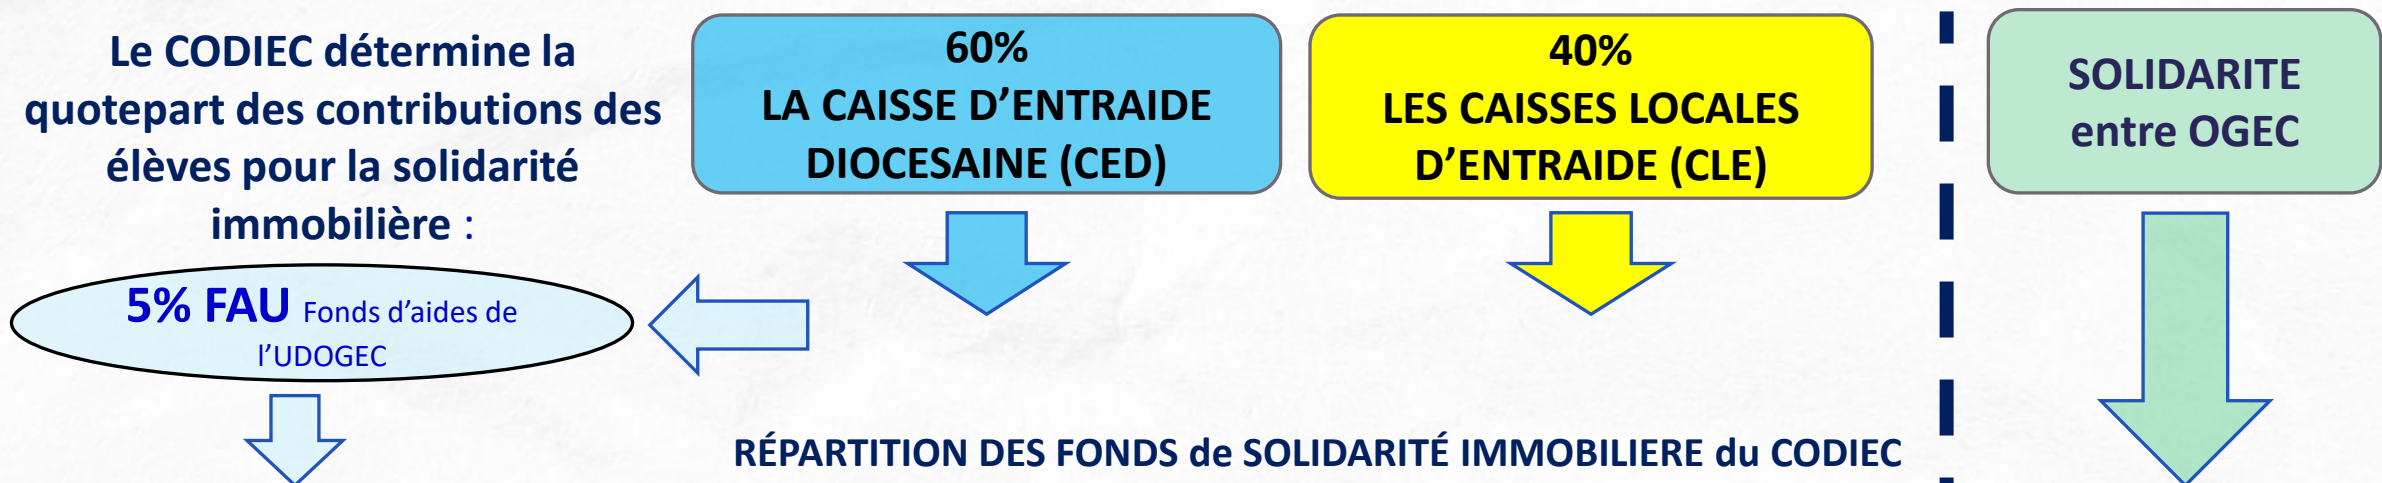 Le CODIEC détermine la
quotepart des contributions des
élèves pour la solidarité
immobilière :
60%
LA CAISSE D’ENTRAIDE
DIOCESAINE (CED)
40%
LES CAISSES LOCALES
D’ENTRAIDE (CLE)
SOLIDARITE
entre OGEC
5% FAU Fonds d’aides de
l’UDOGEC
RÉPARTITION DES FONDS de SOLIDARITÉ IMMOBILIERE du CODIEC